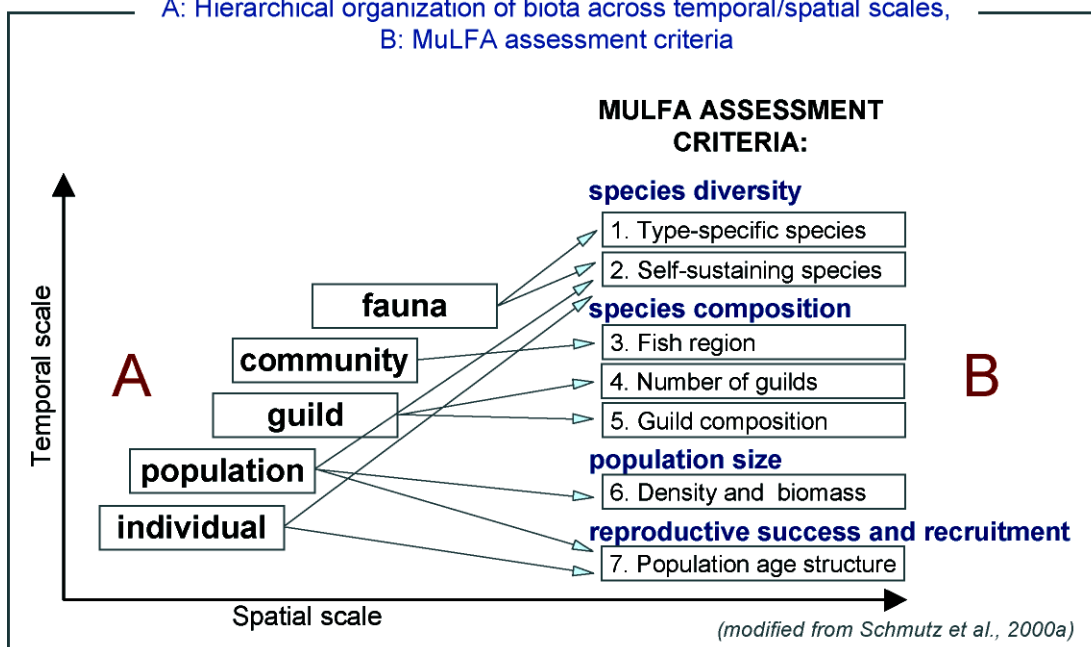 A: Hierarchical organization of biota across temporal/spatial scales,
B: MuLFA assessment criteria
MULFA ASSESSMENT
CRITERIA:
species diversity
1. Type-specific species
2. Self-sustaining species
species composition
3. Fish region
4. Number of guilds
5. Guild composition
population size
6. Density and biomass
reproductive success and recruitment
7. Population age structure
fauna
community
guild
population
individual
A
B
Temporal scale
Spatial scale
(modified from Schmutz et al., 2000a)